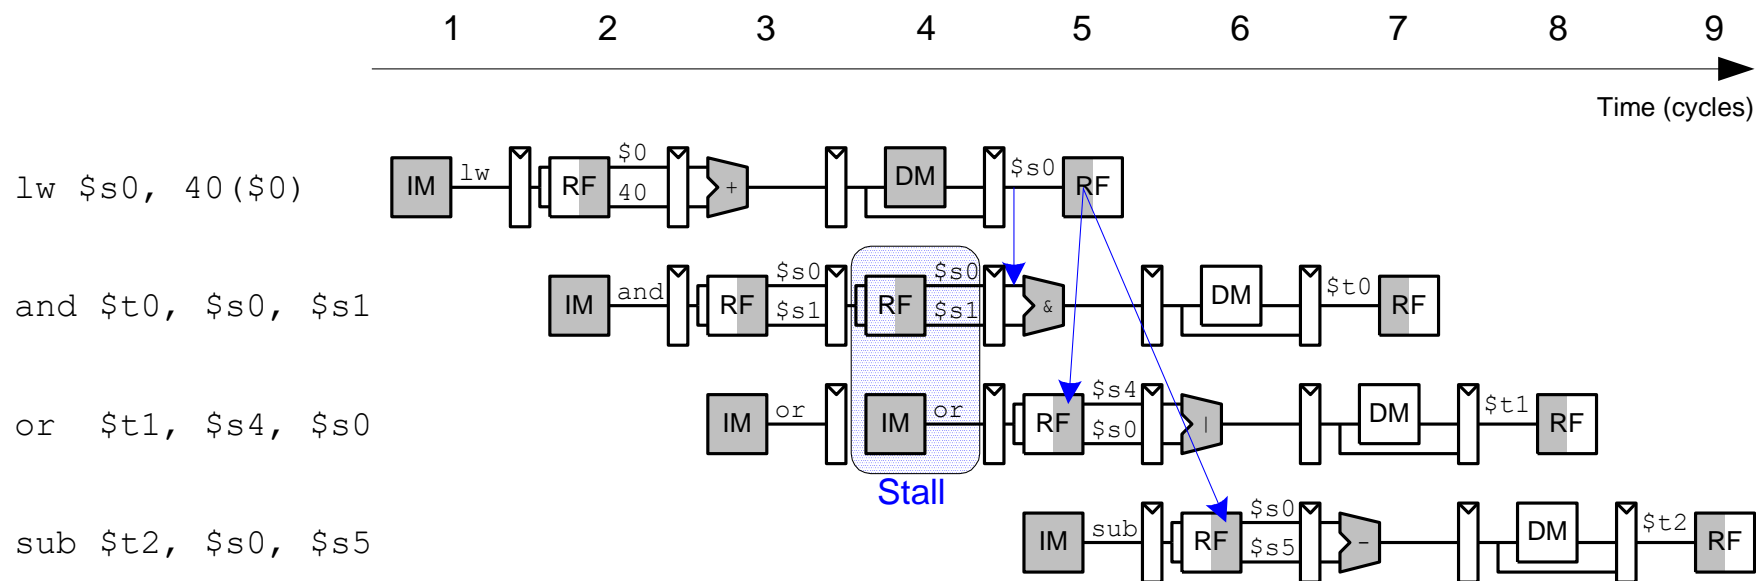 1 2 3 4 5 6 7 8 9
Time (cycles)
lw $s0, 40($0) IM lw RF $0 40 + DM $s0 RF
and $t0, $s0, $s1 IM and RF $s0 $s1 RF $s0 $s1 & DM $t0 RF
or $t1, $s4, $s0 IM or IM or RF $s4 $s0 | DM $t1 RF
Stall
sub $t2, $s0, $s5 IM sub RF $s0 $s5 - DM $t2 RF